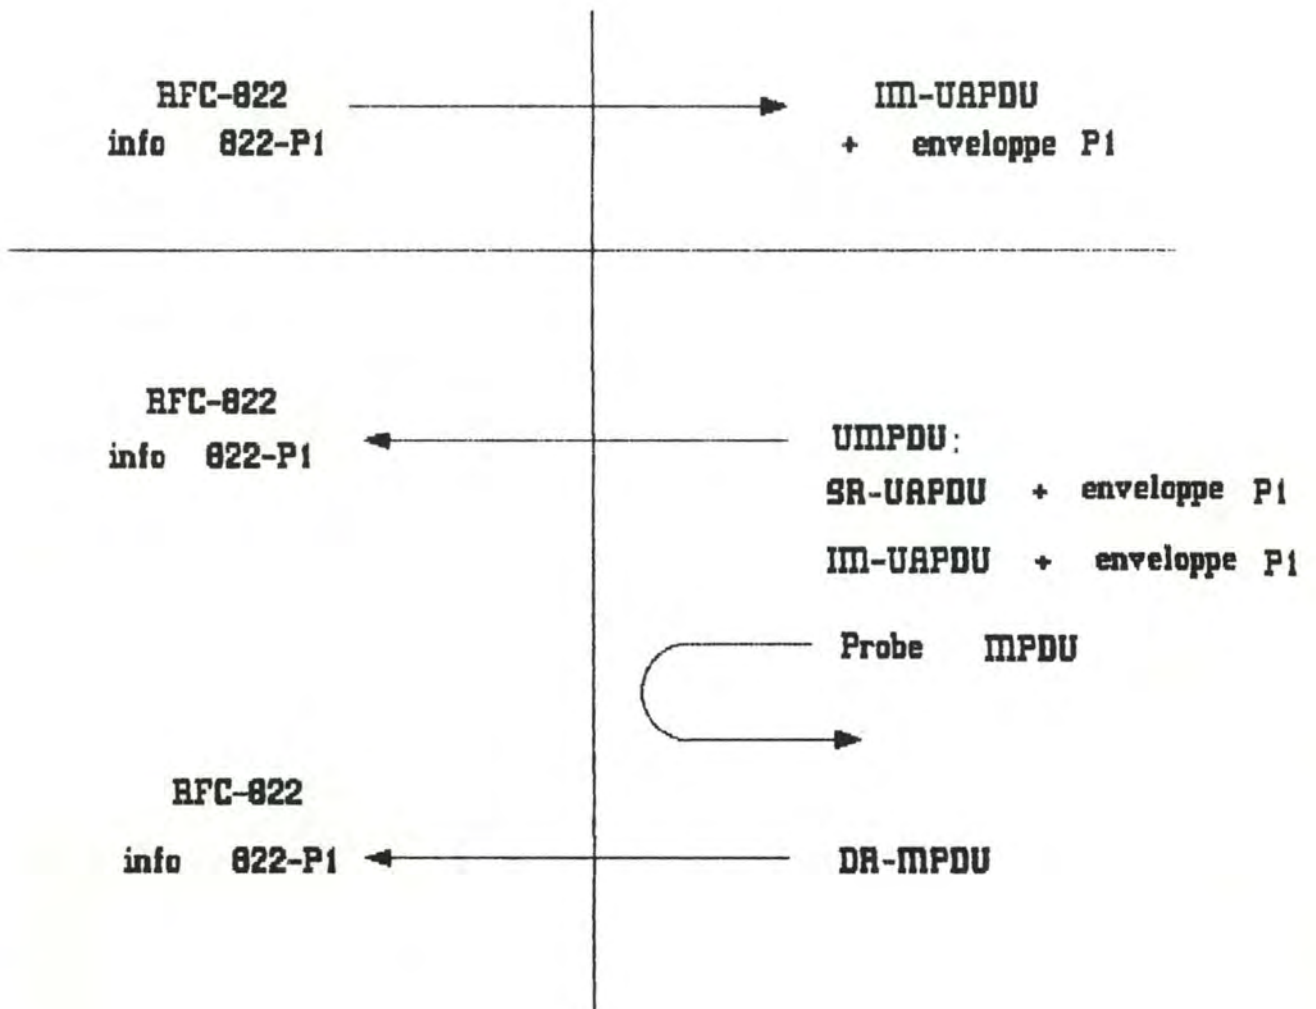 RFC-822
info 822-P1
IM-UAPDU
+ enveloppe P1
RFC-822
info 822-P1
UMPDU:
SR-UAPDU + enveloppe P1
IM-UAPDU + enveloppe P1
Probe MPDU
RFC-822
info 822-P1
DR-MPDU